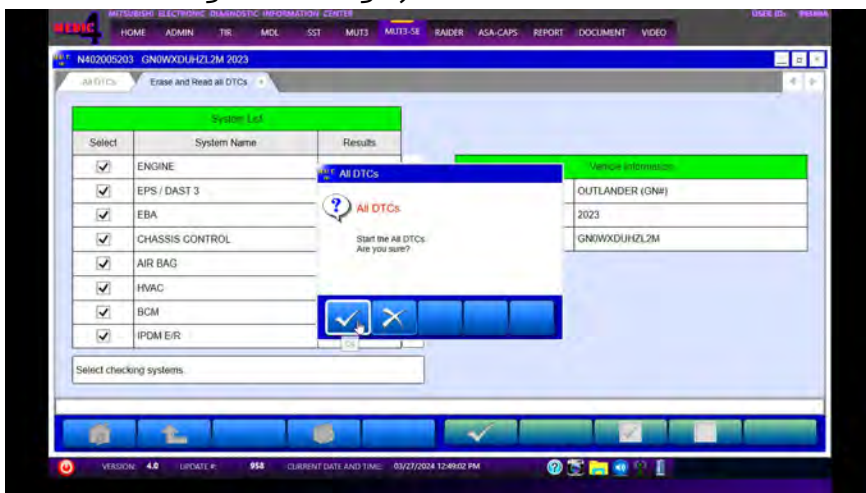 MITSUBISHI ELECTRONIC DIAGNOSTIC INFORMATION CENTER
MEDIC 4
HOME ADMIN TIR MDL SST MUT3 MUT3-SE RAIDER ASA-CAPS REPORT DOCUMENT VIDEO
N402005203 GN0WXDUHZL2M 2023
All DTCs Erase and Read all DTCs
System List
Select System Name Results
ENGINE
EPS / DAST 3
EBA
CHASSIS CONTROL
AIR BAG
HVAC
BCM
IPDM E/R
Select checking systems.
Vehicle Information
OUTLANDER (GN#)
2023
GN0WXDUHZL2M
All DTCs
All DTCs
Start the All DTCs
Are you sure?
VERSION: 4.0 UPDATE #: 958 CURRENT DATE AND TIME: 03/27/2024 12:49:02 PM